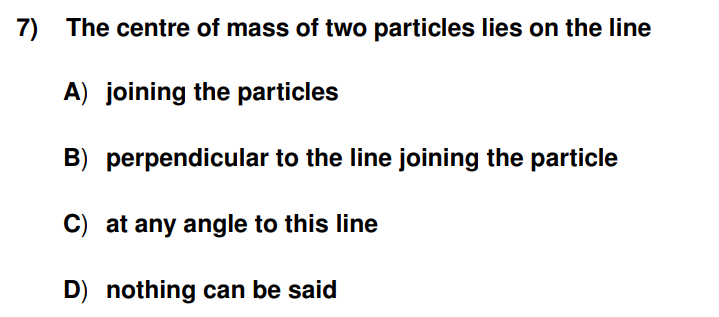 7) The centre of mass of two particles lies on the line
A) joining the particles
B) perpendicular to the line joining the particle
C) at any angle to this line
D) nothing can be said